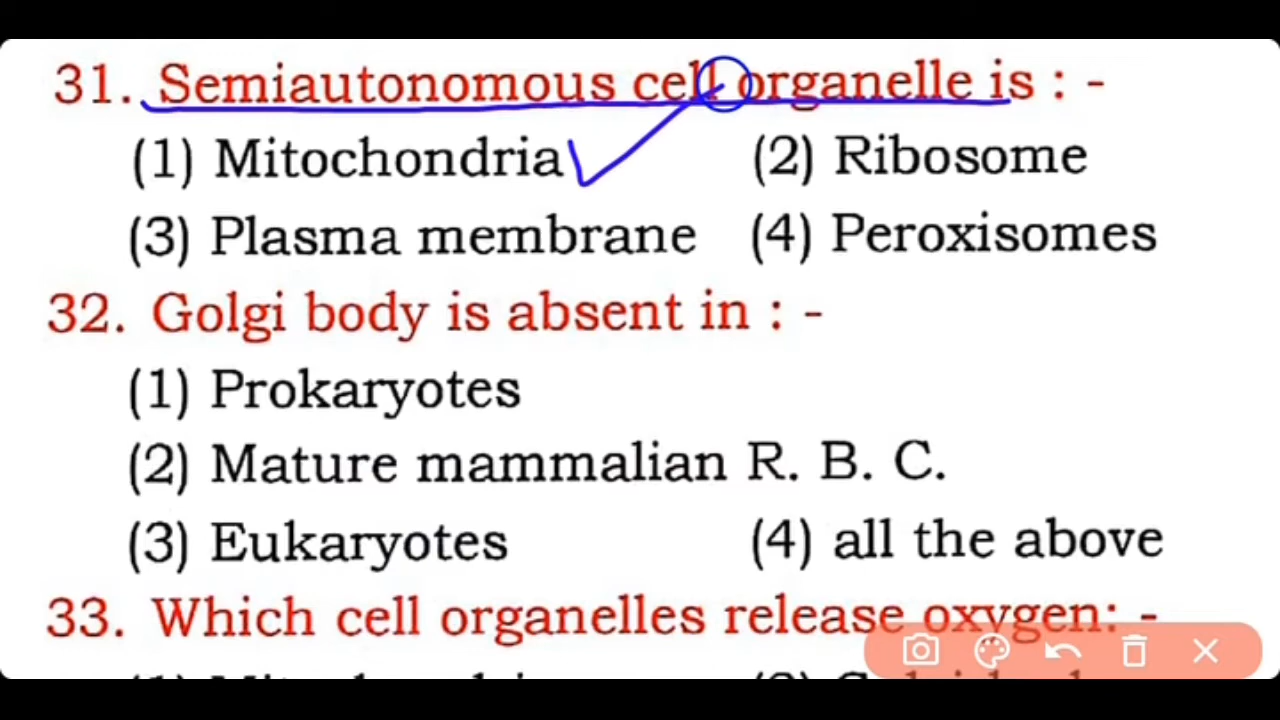 31. Semiautonomous cell organelle is : -
(1) Mitochondria (2) Ribosome
(3) Plasma membrane (4) Peroxisomes
32. Golgi body is absent in : -
(1) Prokaryotes
(2) Mature mammalian R. B. C.
(3) Eukaryotes (4) all the above
33. Which cell organelles release oxygen: -